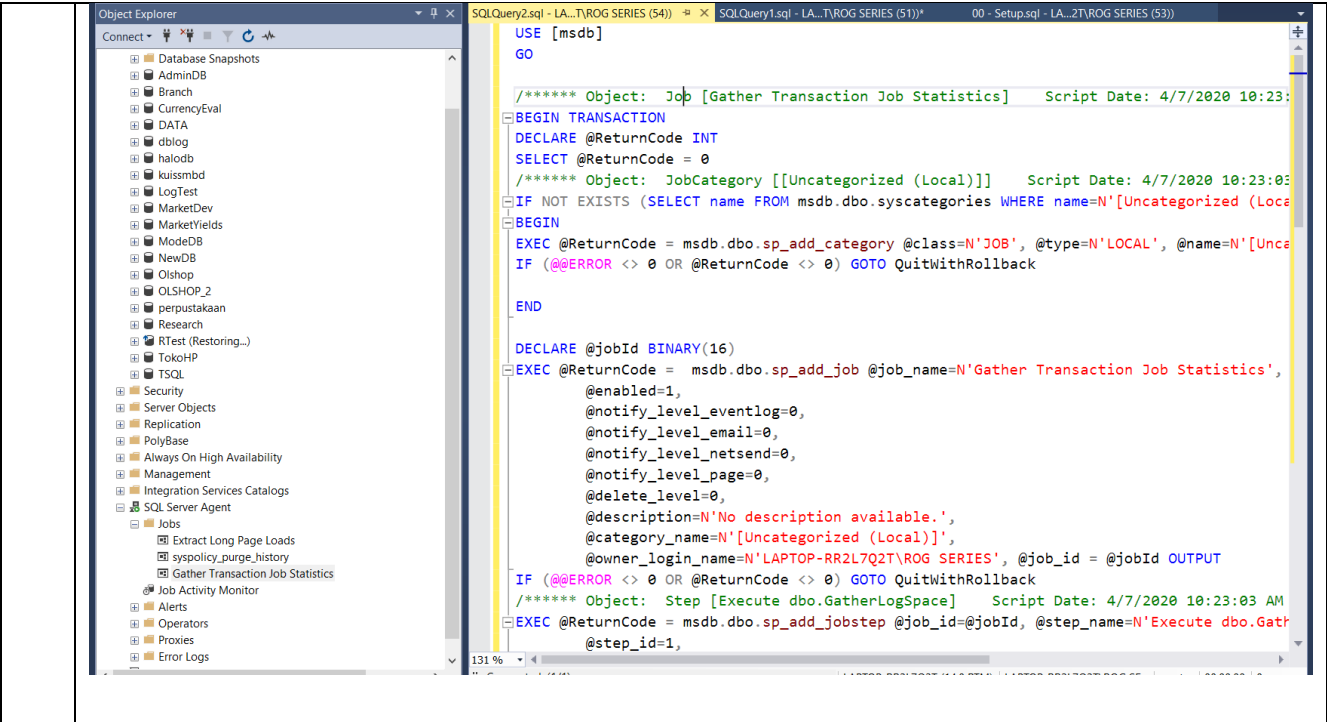 Object Explorer
Connect
Database Snapshots
AdminDB
Branch
CurrencyEval
DATA
dblog
halodb
kuissmbd
LogTest
MarketDev
MarketYields
ModeDB
NewDB
Olshop
OLSHOP_2
perpustakaan
Research
RTest (Restoring...)
TokoHP
TSQL
Security
Server Objects
Replication
PolyBase
Always On High Availability
Management
Integration Services Catalogs
SQL Server Agent
Jobs
Extract Long Page Loads
syspolicy_purge_history
Gather Transaction Job Statistics
Job Activity Monitor
Alerts
Operators
Proxies
Error Logs
SQLQuery2.sql - LA...T\ROG SERIES (54)) SQLQuery1.sql - LA...T\ROG SERIES (51))* 00 - Setup.sql - LA...2T\ROG SERIES (53))
USE [msdb]
GO
/****** Object:  Job [Gather Transaction Job Statistics]    Script Date: 4/7/2020 10:23:
BEGIN TRANSACTION
DECLARE @ReturnCode INT
SELECT @ReturnCode = 0
/****** Object:  JobCategory [[Uncategorized (Local)]]    Script Date: 4/7/2020 10:23:03
IF NOT EXISTS (SELECT name FROM msdb.dbo.syscategories WHERE name=N'[Uncategorized (Loca
BEGIN
EXEC @ReturnCode = msdb.dbo.sp_add_category @class=N'JOB', @type=N'LOCAL', @name=N'[Unca
IF (@@ERROR <> 0 OR @ReturnCode <> 0) GOTO QuitWithRollback
END
DECLARE @jobId BINARY(16)
EXEC @ReturnCode =  msdb.dbo.sp_add_job @job_name=N'Gather Transaction Job Statistics',
@enabled=1,
@notify_level_eventlog=0,
@notify_level_email=0,
@notify_level_netsend=0,
@notify_level_page=0,
@delete_level=0,
@description=N'No description available.',
@category_name=N'[Uncategorized (Local)]',
@owner_login_name=N'LAPTOP-RR2L7Q2T\ROG SERIES', @job_id = @jobId OUTPUT
IF (@@ERROR <> 0 OR @ReturnCode <> 0) GOTO QuitWithRollback
/****** Object:  Step [Execute dbo.GatherLogSpace]    Script Date: 4/7/2020 10:23:03 AM
EXEC @ReturnCode = msdb.dbo.sp_add_jobstep @job_id=@jobId, @step_name=N'Execute dbo.Gath
@step_id=1,
131 %